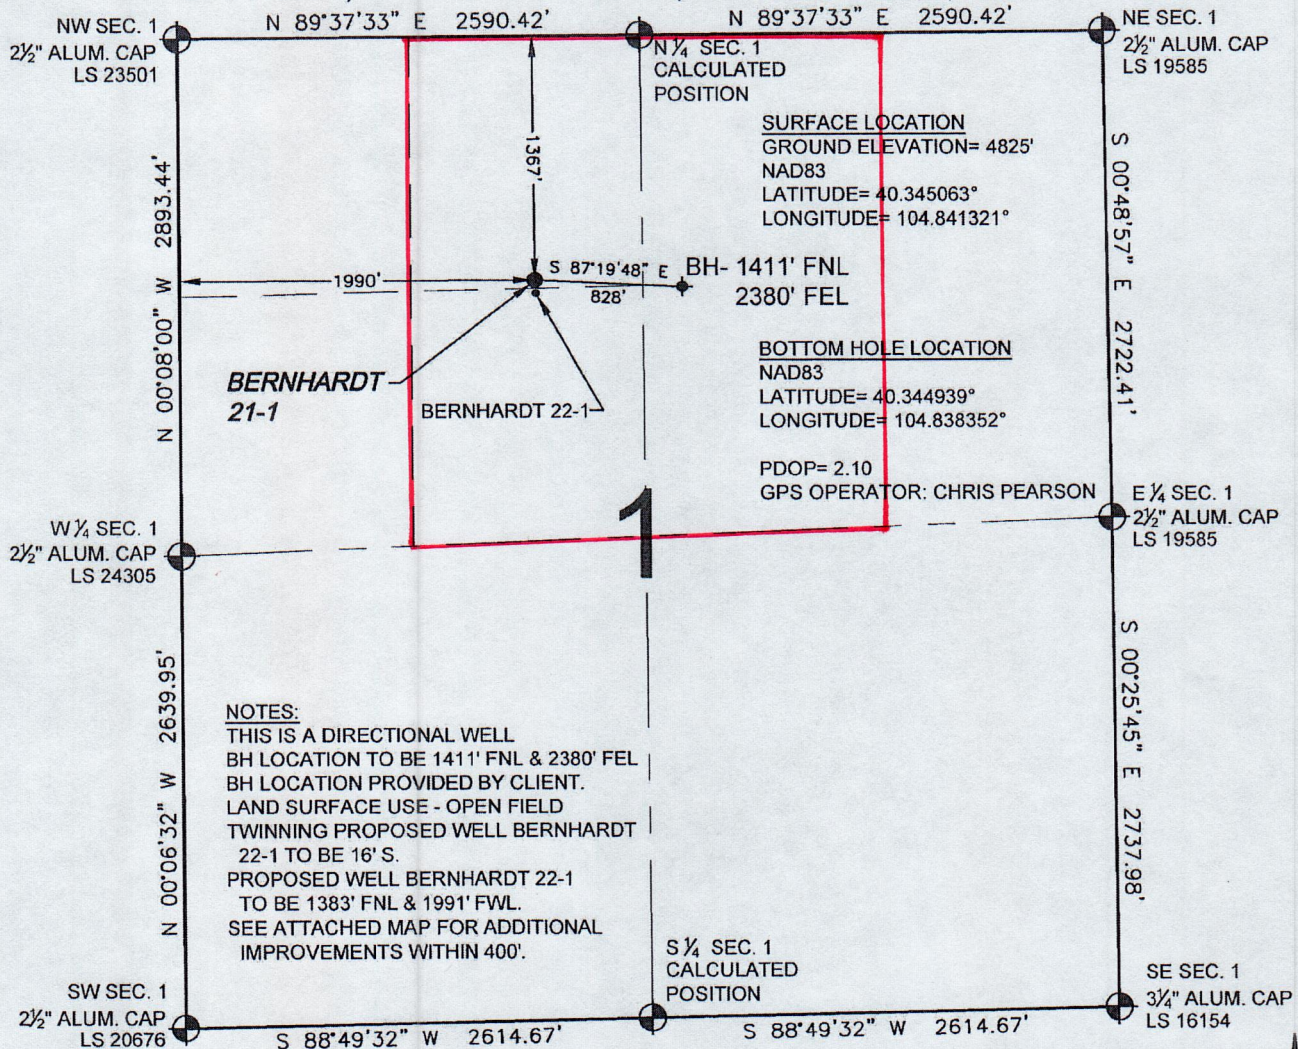 N 89°37'33" E 2590.42'
N 89°37'33" E 2590.42'
NW SEC. 1
2½" ALUM. CAP
LS 23501
N ¼ SEC. 1
CALCULATED
POSITION
NE SEC. 1
2½" ALUM. CAP
LS 19585
SURFACE LOCATION
GROUND ELEVATION= 4825'
NAD83
LATITUDE= 40.345063°
LONGITUDE= 104.841321°
1367'
N 00°08'00" W 2893.44'
S 00°48'57" E 2722.41'
1990'
S 87°19'48" E
828'
BH- 1411' FNL
2380' FEL
BERNHARDT
21-1
BERNHARDT 22-1
BOTTOM HOLE LOCATION
NAD83
LATITUDE= 40.344939°
LONGITUDE= 104.838352°
PDOP= 2.10
GPS OPERATOR: CHRIS PEARSON
W ¼ SEC. 1
2½" ALUM. CAP
LS 24305
1
E ¼ SEC. 1
2½" ALUM. CAP
LS 19585
N 00°06'32" W 2639.95'
S 00°25'45" E 2737.98'
NOTES:
THIS IS A DIRECTIONAL WELL
BH LOCATION TO BE 1411' FNL & 2380' FEL
BH LOCATION PROVIDED BY CLIENT.
LAND SURFACE USE - OPEN FIELD
TWINNING PROPOSED WELL BERNHARDT
22-1 TO BE 16' S.
PROPOSED WELL BERNHARDT 22-1
TO BE 1383' FNL & 1991' FWL.
SEE ATTACHED MAP FOR ADDITIONAL
IMPROVEMENTS WITHIN 400'.
SW SEC. 1
2½" ALUM. CAP
LS 20676
S ¼ SEC. 1
CALCULATED
POSITION
SE SEC. 1
3¼" ALUM. CAP
LS 16154
S 88°49'32" W 2614.67'
S 88°49'32" W 2614.67'